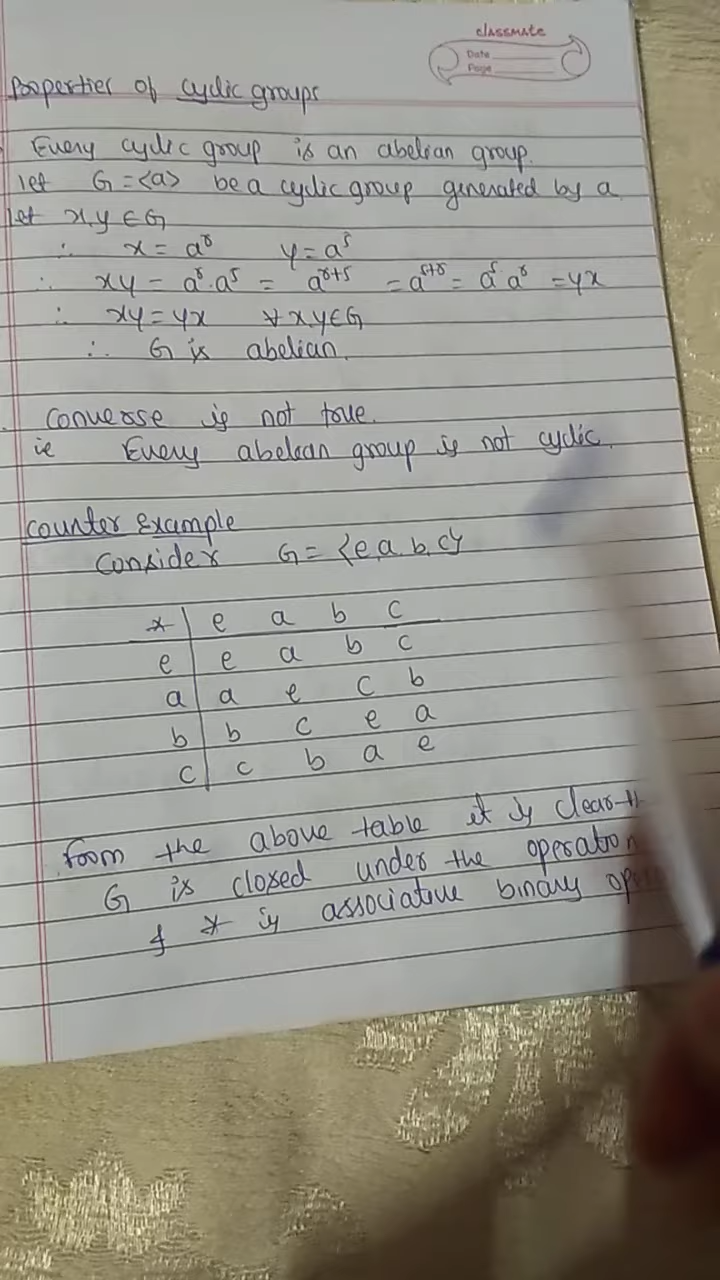 classmate
Date
Page
Properties of cyclic groups
Every cyclic group is an abelian group.
let G = <a> be a cyclic group generated by a
let x, y ∈ G
∴ x = a^r y = a^s
∴ xy = a^r . a^s = a^{r+s} = a^{s+r} = a^s a^r = yx
∴ xy = yx ∀ x, y ∈ G
∴ G is abelian.
Converse is not true.
ie Every abelian group is not cyclic.
Counter Example
Consider G = {e, a, b, c}
* | e a b c
e | e a b c
a | a e c b
b | b c e a
c | c b a e
from the above table it is clear
G is closed under the operation
& * is associative binary